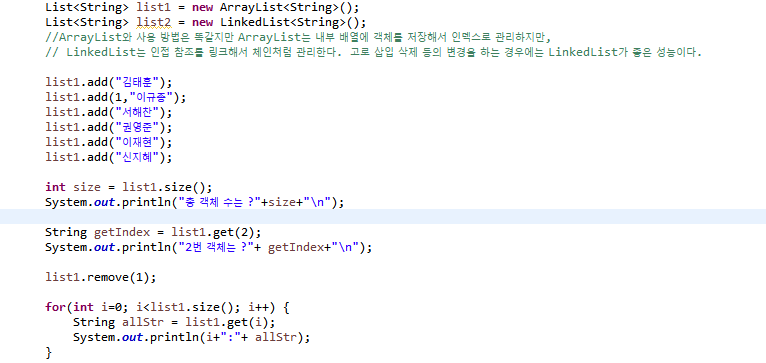 List<String> list1 = new ArrayList<String>();
List<String> list2 = new LinkedList<String>();
//ArrayList와 사용 방법은 똑같지만 ArrayList는 내부 배열에 객체를 저장해서 인덱스로 관리하지만,
// LinkedList는 인접 참조를 링크해서 체인처럼 관리한다. 고로 삽입 삭제 등의 변경을 하는 경우에는 LinkedList가 좋은 성능이다.
list1.add("김태훈");
list1.add(1,"이규중");
list1.add("서해찬");
list1.add("권영준");
list1.add("이재현");
list1.add("신지혜");
int size = list1.size();
System.out.println("총 객체 수는 ?"+size+"\n");
String getIndex = list1.get(2);
System.out.println("2번 객체는 ?"+ getIndex+"\n");
list1.remove(1);
for(int i=0; i<list1.size(); i++) {
String allStr = list1.get(i);
System.out.println(i+":"+ allStr);
}